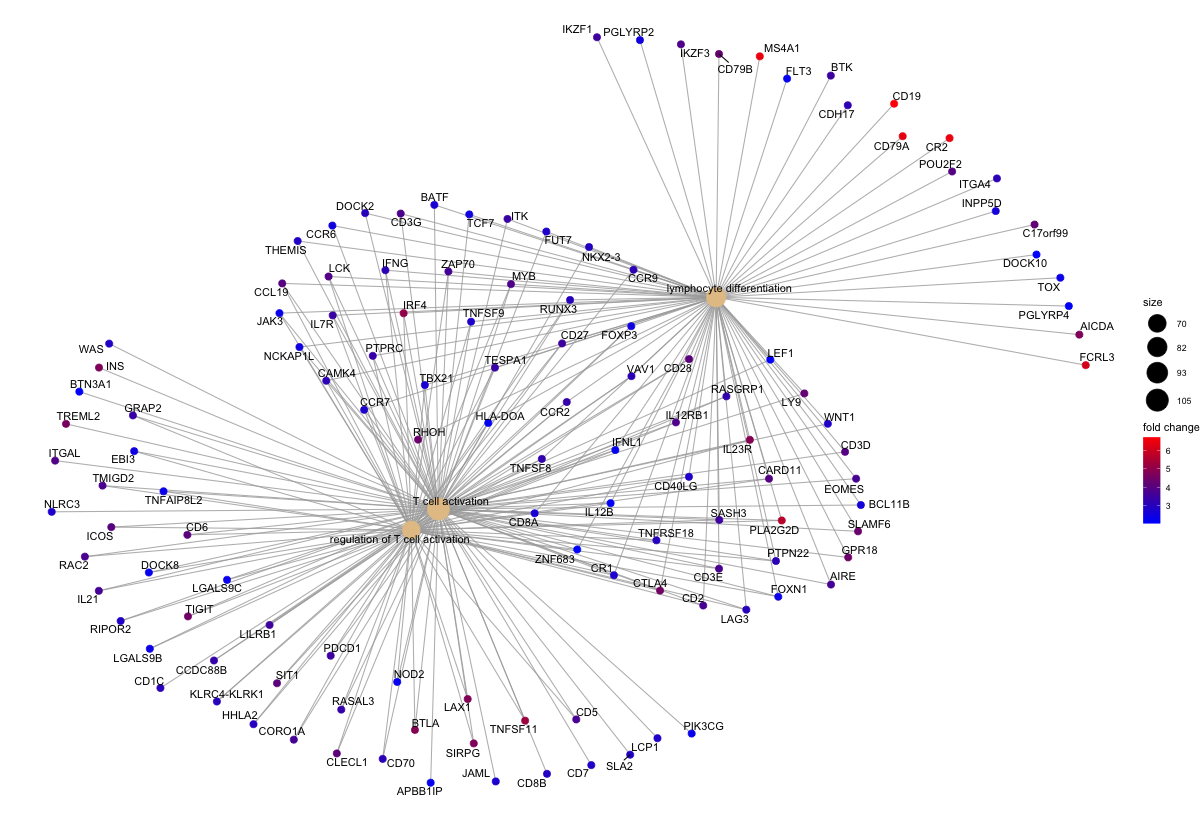 IKZF1
PGLYRP2
IKZF3
MS4A1
CD79B
FLT3
BTK
CDH17
CD19
CD79A
CR2
POU2F2
ITGA4
INPP5D
C17orf99
DOCK10
TOX
PGLYRP4
AICDA
FCRL3
BATF
DOCK2
CD3G
TCF7
ITK
CCR6
FUT7
THEMIS
NKX2-3
LCK
IFNG
ZAP70
MYB
CCR9
CCL19
lymphocyte differentiation
IRF4
RUNX3
JAK3
IL7R
TNFSF9
CD27
FOXP3
NCKAP1L
PTPRC
TESPA1
LEF1
WAS
INS
CAMK4
TBX21
VAV1
CD28
BTN3A1
RASGRP1
LY9
TREML2
GRAP2
CCR7
HLA-DOA
CCR2
IL12RB1
WNT1
RHOH
IFNL1
IL23R
CD3D
ITGAL
EBI3
TNFSF8
CARD11
TMIGD2
TNFAIP8L2
CD40LG
EOMES
NLRC3
T cell activation
IL12B
BCL11B
CD8A
SASH3
PLA2G2D
SLAMF6
ICOS
CD6
regulation of T cell activation
TNFRSF18
RAC2
DOCK8
ZNF683
CR1
PTPN22
GPR18
LGALS9C
CD3E
CTLA4
AIRE
IL21
CD2
FOXN1
TIGIT
LAG3
RIPOR2
LILRB1
LGALS9B
PDCD1
CCDC88B
CD1C
SIT1
NOD2
KLRC4-KLRK1
RASAL3
LAX1
HHLA2
CD5
CORO1A
BTLA
TNFSF11
PIK3CG
CLECL1
CD70
SIRPG
LCP1
SLA2
APBB1IP
JAML
CD8B
CD7
size
70
82
93
105
fold change
6
5
4
3